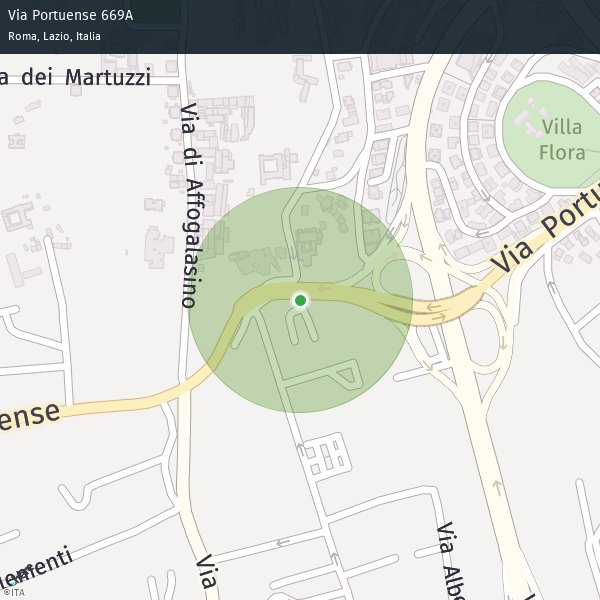 Via Portuense 669A
Roma, Lazio, Italia
a dei Martuzzi
Via di Affogalasino
Villa
Flora
Via Portu
ense
lementi
Via
Via Albe
©ITA